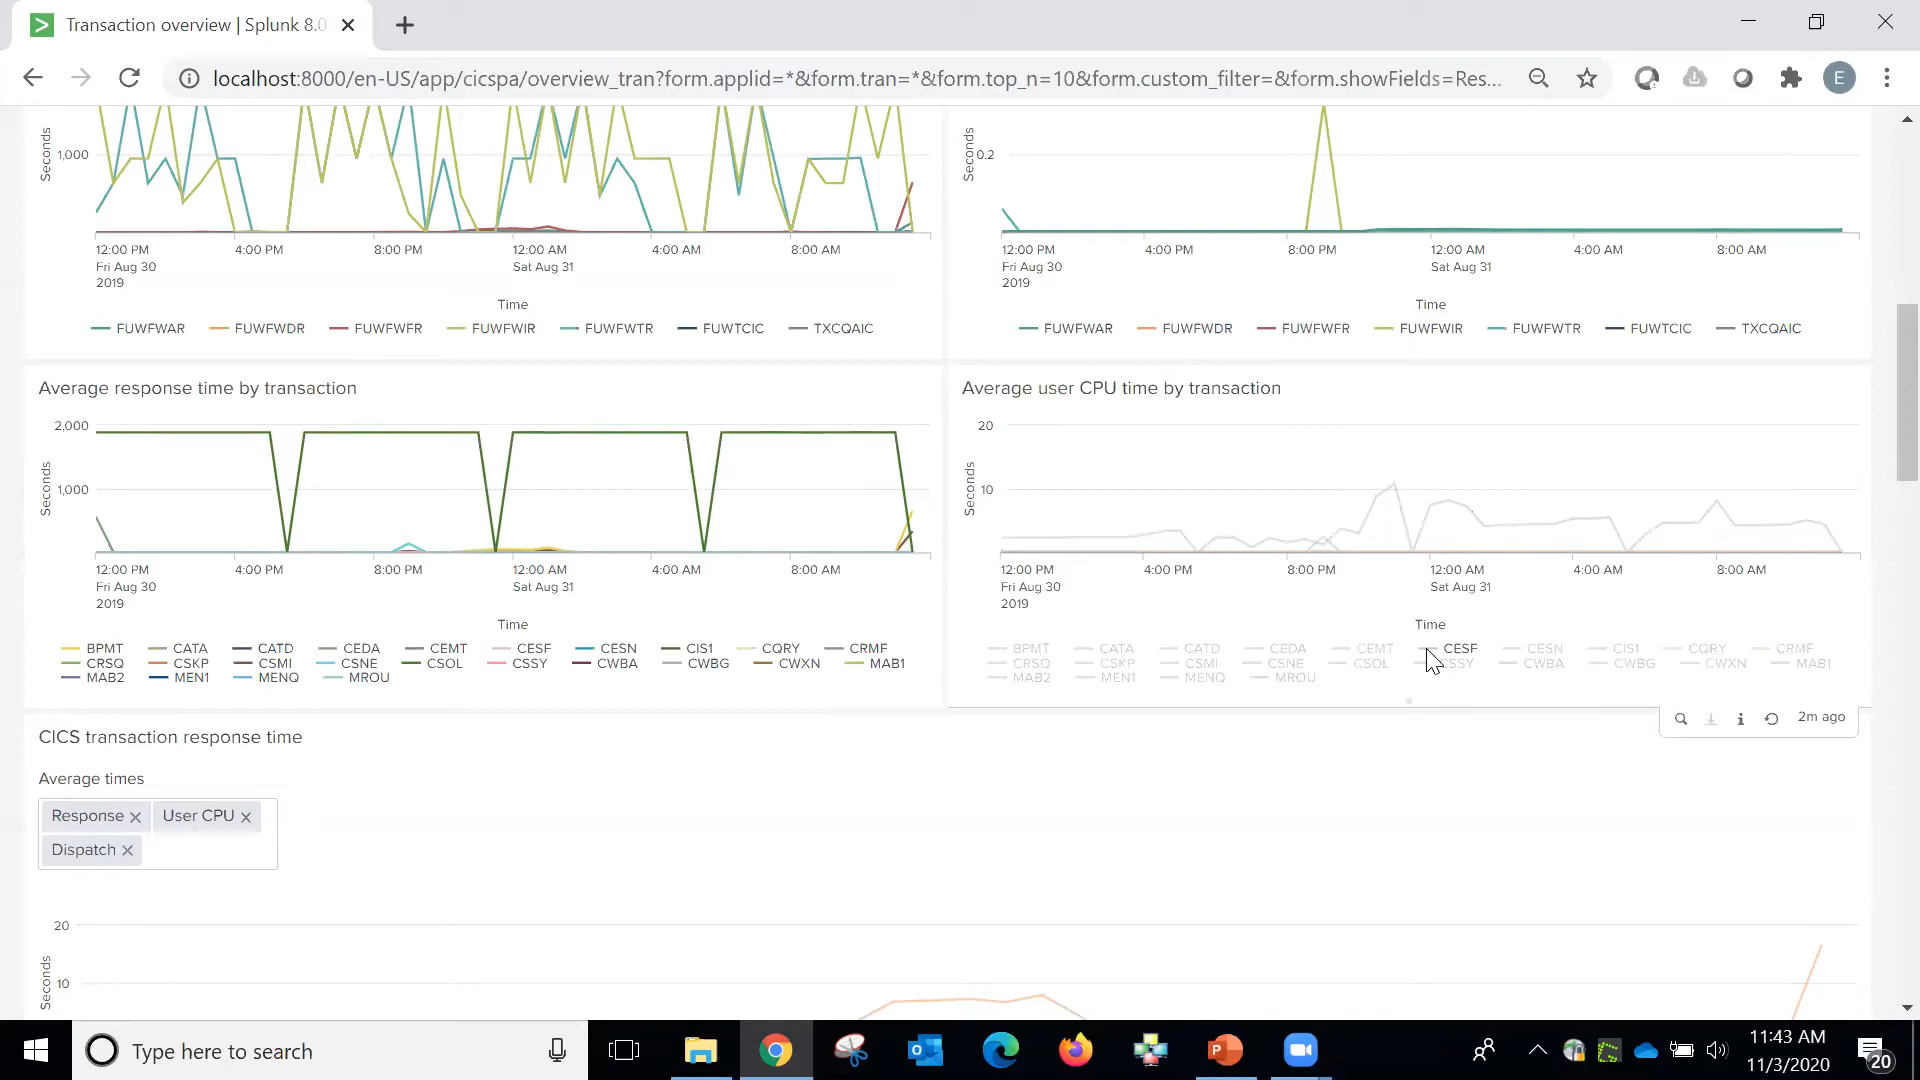 Transaction overview | Splunk 8.0
localhost:8000/en-US/app/cicspa/overview_tran?form.applid=*&form.tran=*&form.top_n=10&form.custom_filter=&form.showFields=Res...
E
Seconds
1,000
12:00 PM 4:00 PM 8:00 PM 12:00 AM 4:00 AM 8:00 AM
Fri Aug 30 Sat Aug 31
2019
Time
FUWFWAR FUWFWDR FUWFWFR FUWFWIR FUWFWTR FUWTCIC TXCQAIC
Seconds
0.2
12:00 PM 4:00 PM 8:00 PM 12:00 AM 4:00 AM 8:00 AM
Fri Aug 30 Sat Aug 31
2019
Time
FUWFWAR FUWFWDR FUWFWFR FUWFWIR FUWFWTR FUWTCIC TXCQAIC
Average response time by transaction
2,000
Seconds
1,000
12:00 PM 4:00 PM 8:00 PM 12:00 AM 4:00 AM 8:00 AM
Fri Aug 30 Sat Aug 31
2019
Time
BPMT CATA CATD CEDA CEMT CESF CESN CIS1 CQRY CRMF
CRSQ CSKP CSMI CSNE CSOL CSSY CWBA CWBG CWXN MAB1
MAB2 MEN1 MENQ MROU
Average user CPU time by transaction
20
Seconds
10
12:00 PM 4:00 PM 8:00 PM 12:00 AM 4:00 AM 8:00 AM
Fri Aug 30 Sat Aug 31
2019
Time
BPMT CATA CATD CEDA CEMT CESF CESN CIS1 CQRY CRMF
CRSQ CSKP CSMI CSNE CSOL CSSY CWBA CWBG CWXN MAB1
MAB2 MEN1 MENQ MROU
2m ago
CICS transaction response time
Average times
Response User CPU
Dispatch
20
Seconds
10
Type here to search
11:43 AM
11/3/2020
20